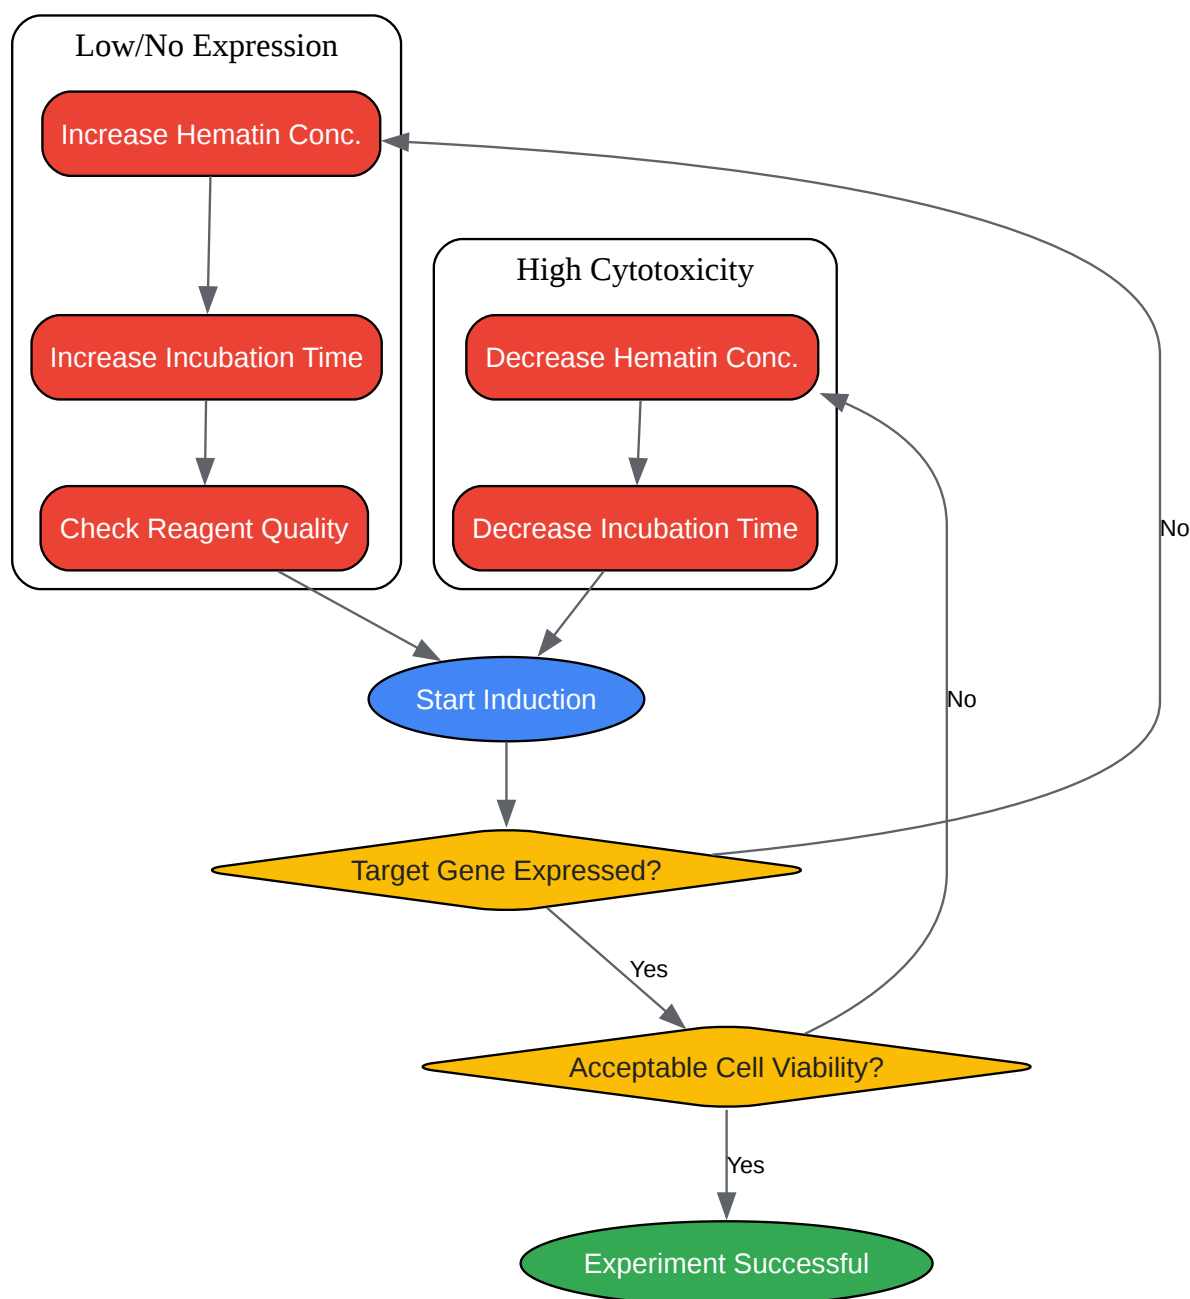 Low/No Expression
Increase Hematin Conc.
Increase Incubation Time
Check Reagent Quality
High Cytotoxicity
Decrease Hematin Conc.
Decrease Incubation Time
Start Induction
Target Gene Expressed?
No
No
Yes
Acceptable Cell Viability?
Yes
Experiment Successful